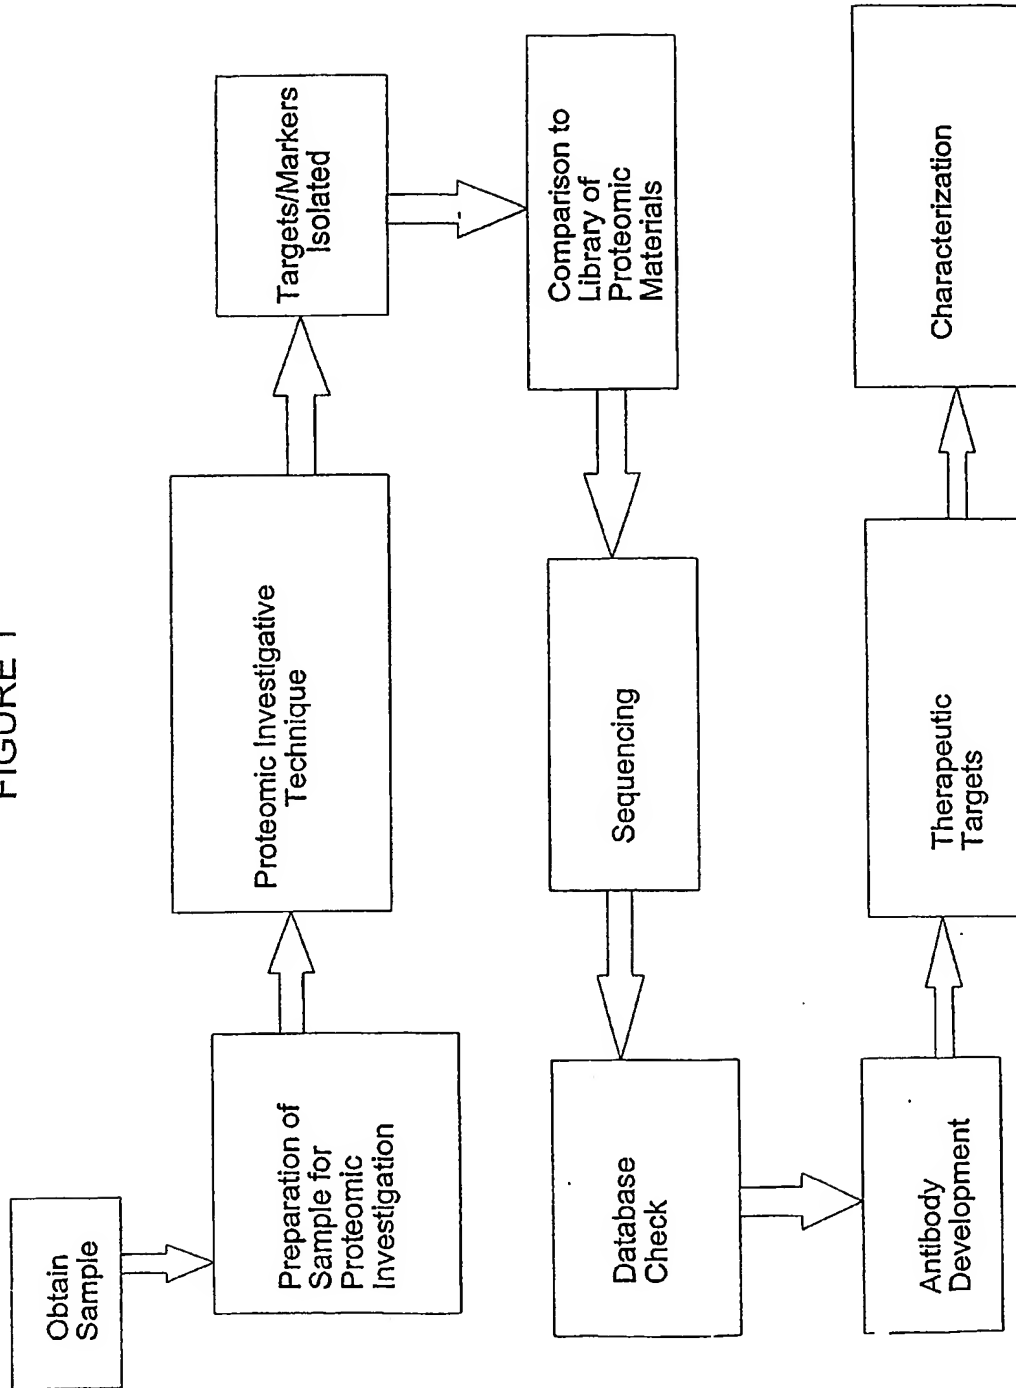 FIGURE 1
Obtain
Sample
Preparation of
Sample for
Proteomic
Investigation
Proteomic Investigative
Technique
Targets/Markers
Isolated
Comparison to
Library of
Proteomic
Materials
Sequencing
Database
Check
Antibody
Development
Therapeutic
Targets
Characterization